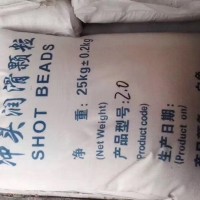 冲头润滑颗粒
SHOT BEADS
净 重：25kg±0.2kg
(Net Weight)
产品型号：2.0
(Product code)
生产日期：
(Product on)